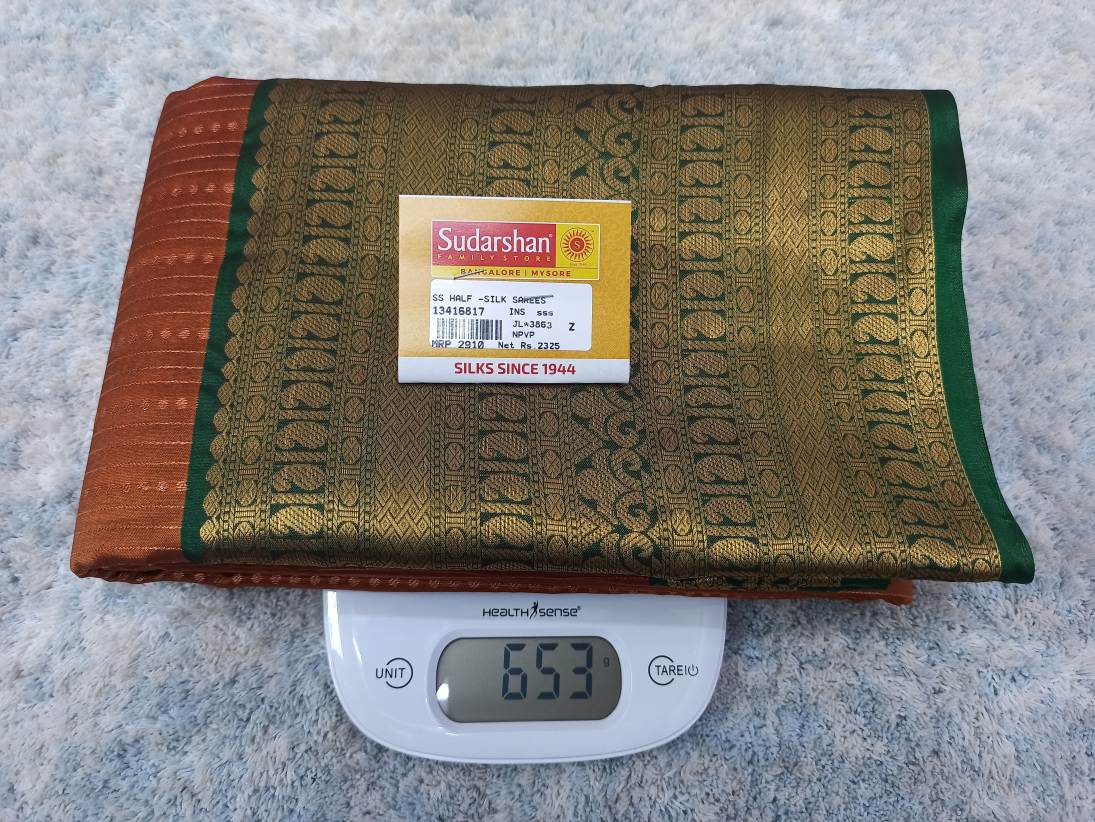 Sudarshan®
FAMILY STORE
S
BANGALORE | MYSORE
SS HALF -SILK SAREES
13416817 INS sss
JL*3863 Z
NPVP
MRP 2910 Net Rs.2325
SILKS SINCE 1944
HEALTH SENSE®
UNIT
653 g
TARE